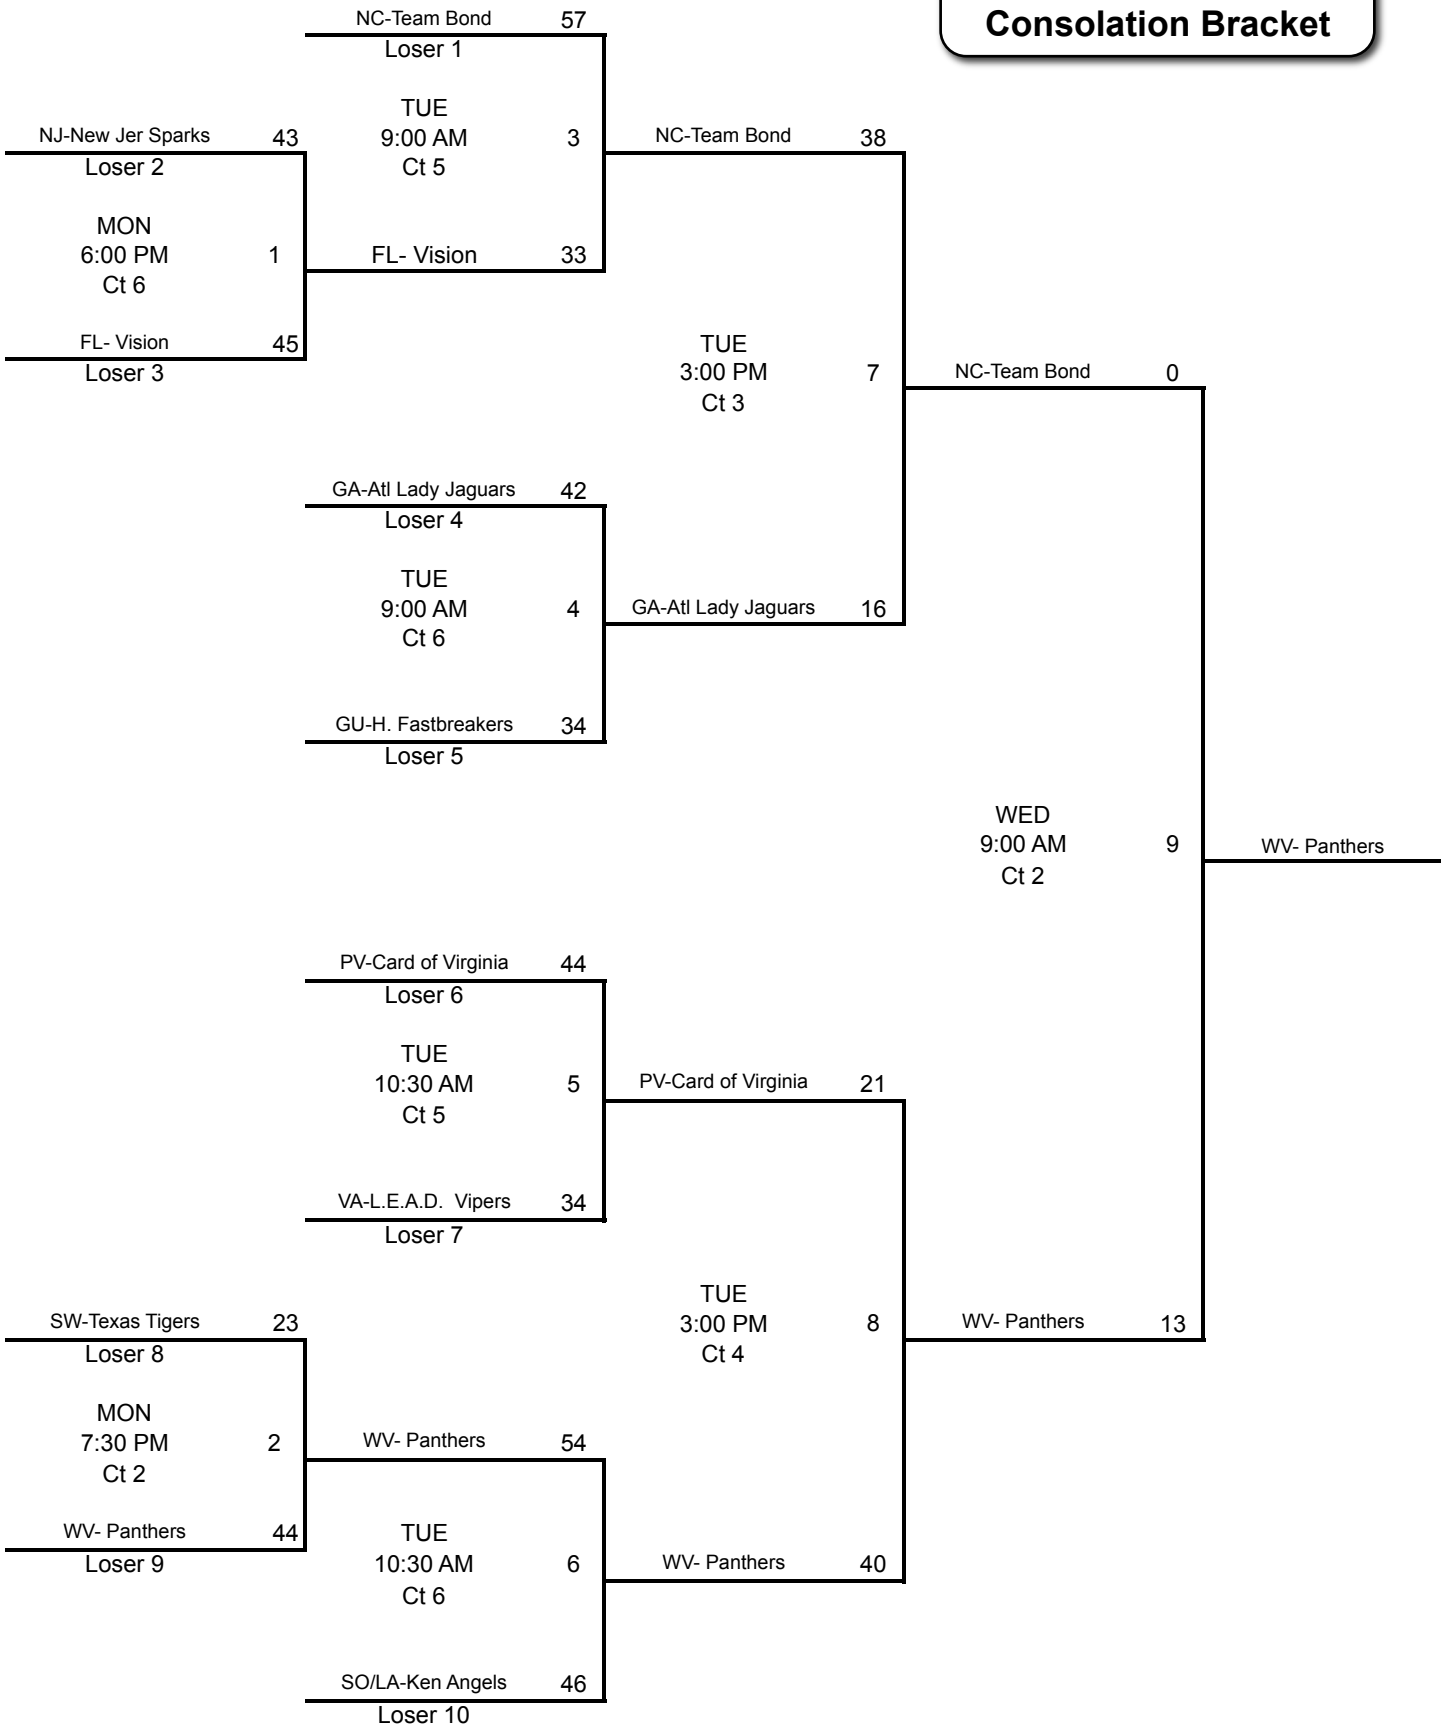 Consolation Bracket
NC-Team Bond 57
Loser 1
TUE
9:00 AM 3
Ct 5
NJ-New Jer Sparks 43
Loser 2
MON
6:00 PM 1
Ct 6
FL- Vision 45
Loser 3
FL- Vision 33
NC-Team Bond 38
TUE
3:00 PM 7
Ct 3
GA-Atl Lady Jaguars 42
Loser 4
TUE
9:00 AM 4
Ct 6
GU-H. Fastbreakers 34
Loser 5
GA-Atl Lady Jaguars 16
NC-Team Bond 0
WED
9:00 AM 9
Ct 2
WV- Panthers
PV-Card of Virginia 44
Loser 6
TUE
10:30 AM 5
Ct 5
VA-L.E.A.D. Vipers 34
Loser 7
PV-Card of Virginia 21
TUE
3:00 PM 8
Ct 4
WV- Panthers 13
SW-Texas Tigers 23
Loser 8
MON
7:30 PM 2
Ct 2
WV- Panthers 44
Loser 9
WV- Panthers 54
TUE
10:30 AM 6
Ct 6
WV- Panthers 40
SO/LA-Ken Angels 46
Loser 10